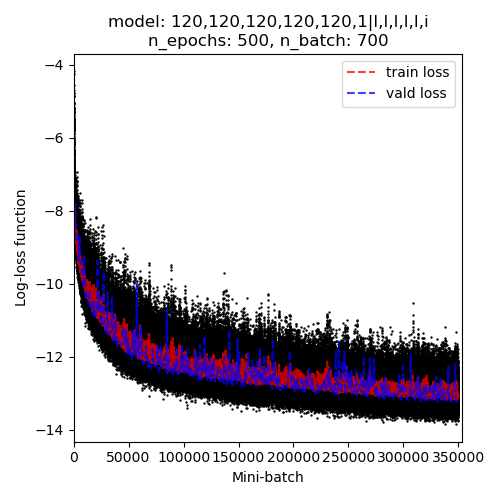 model: 120,120,120,120,120,1|l,l,l,l,l,i
n_epochs: 500, n_batch: 700
train loss
vald loss
Log-loss function
−4
−6
−8
−10
−12
−14
0
50000
100000
150000
200000
250000
300000
350000
Mini-batch